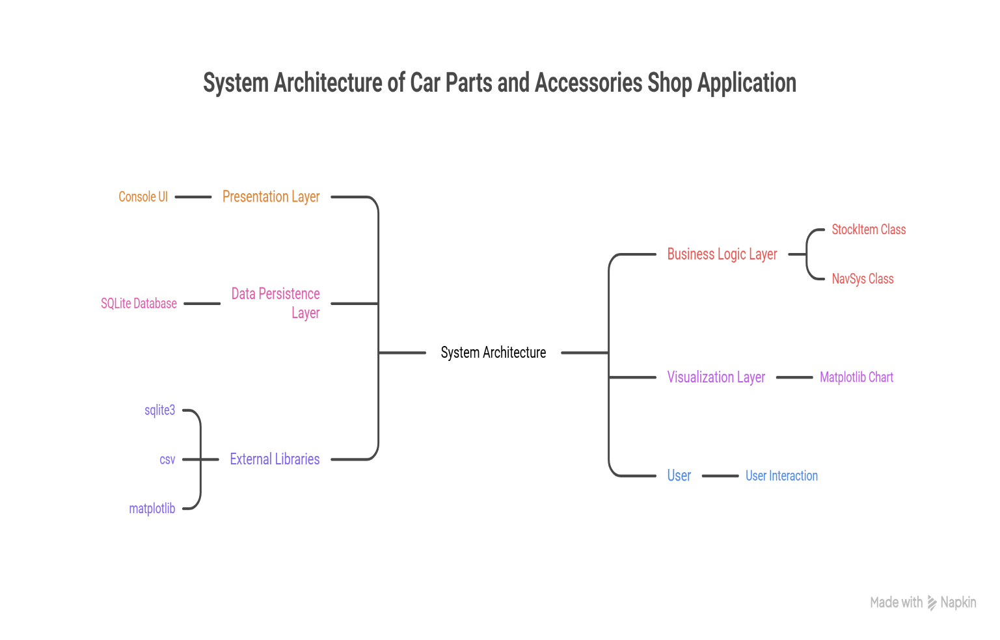 System Architecture of Car Parts and Accessories Shop Application
Console UI
Presentation Layer
SQLite Database
Data Persistence
Layer
sqlite3
csv
matplotlib
External Libraries
System Architecture
Business Logic Layer
StockItem Class
NavSys Class
Visualization Layer
Matplotlib Chart
User
User Interaction
Made with Napkin